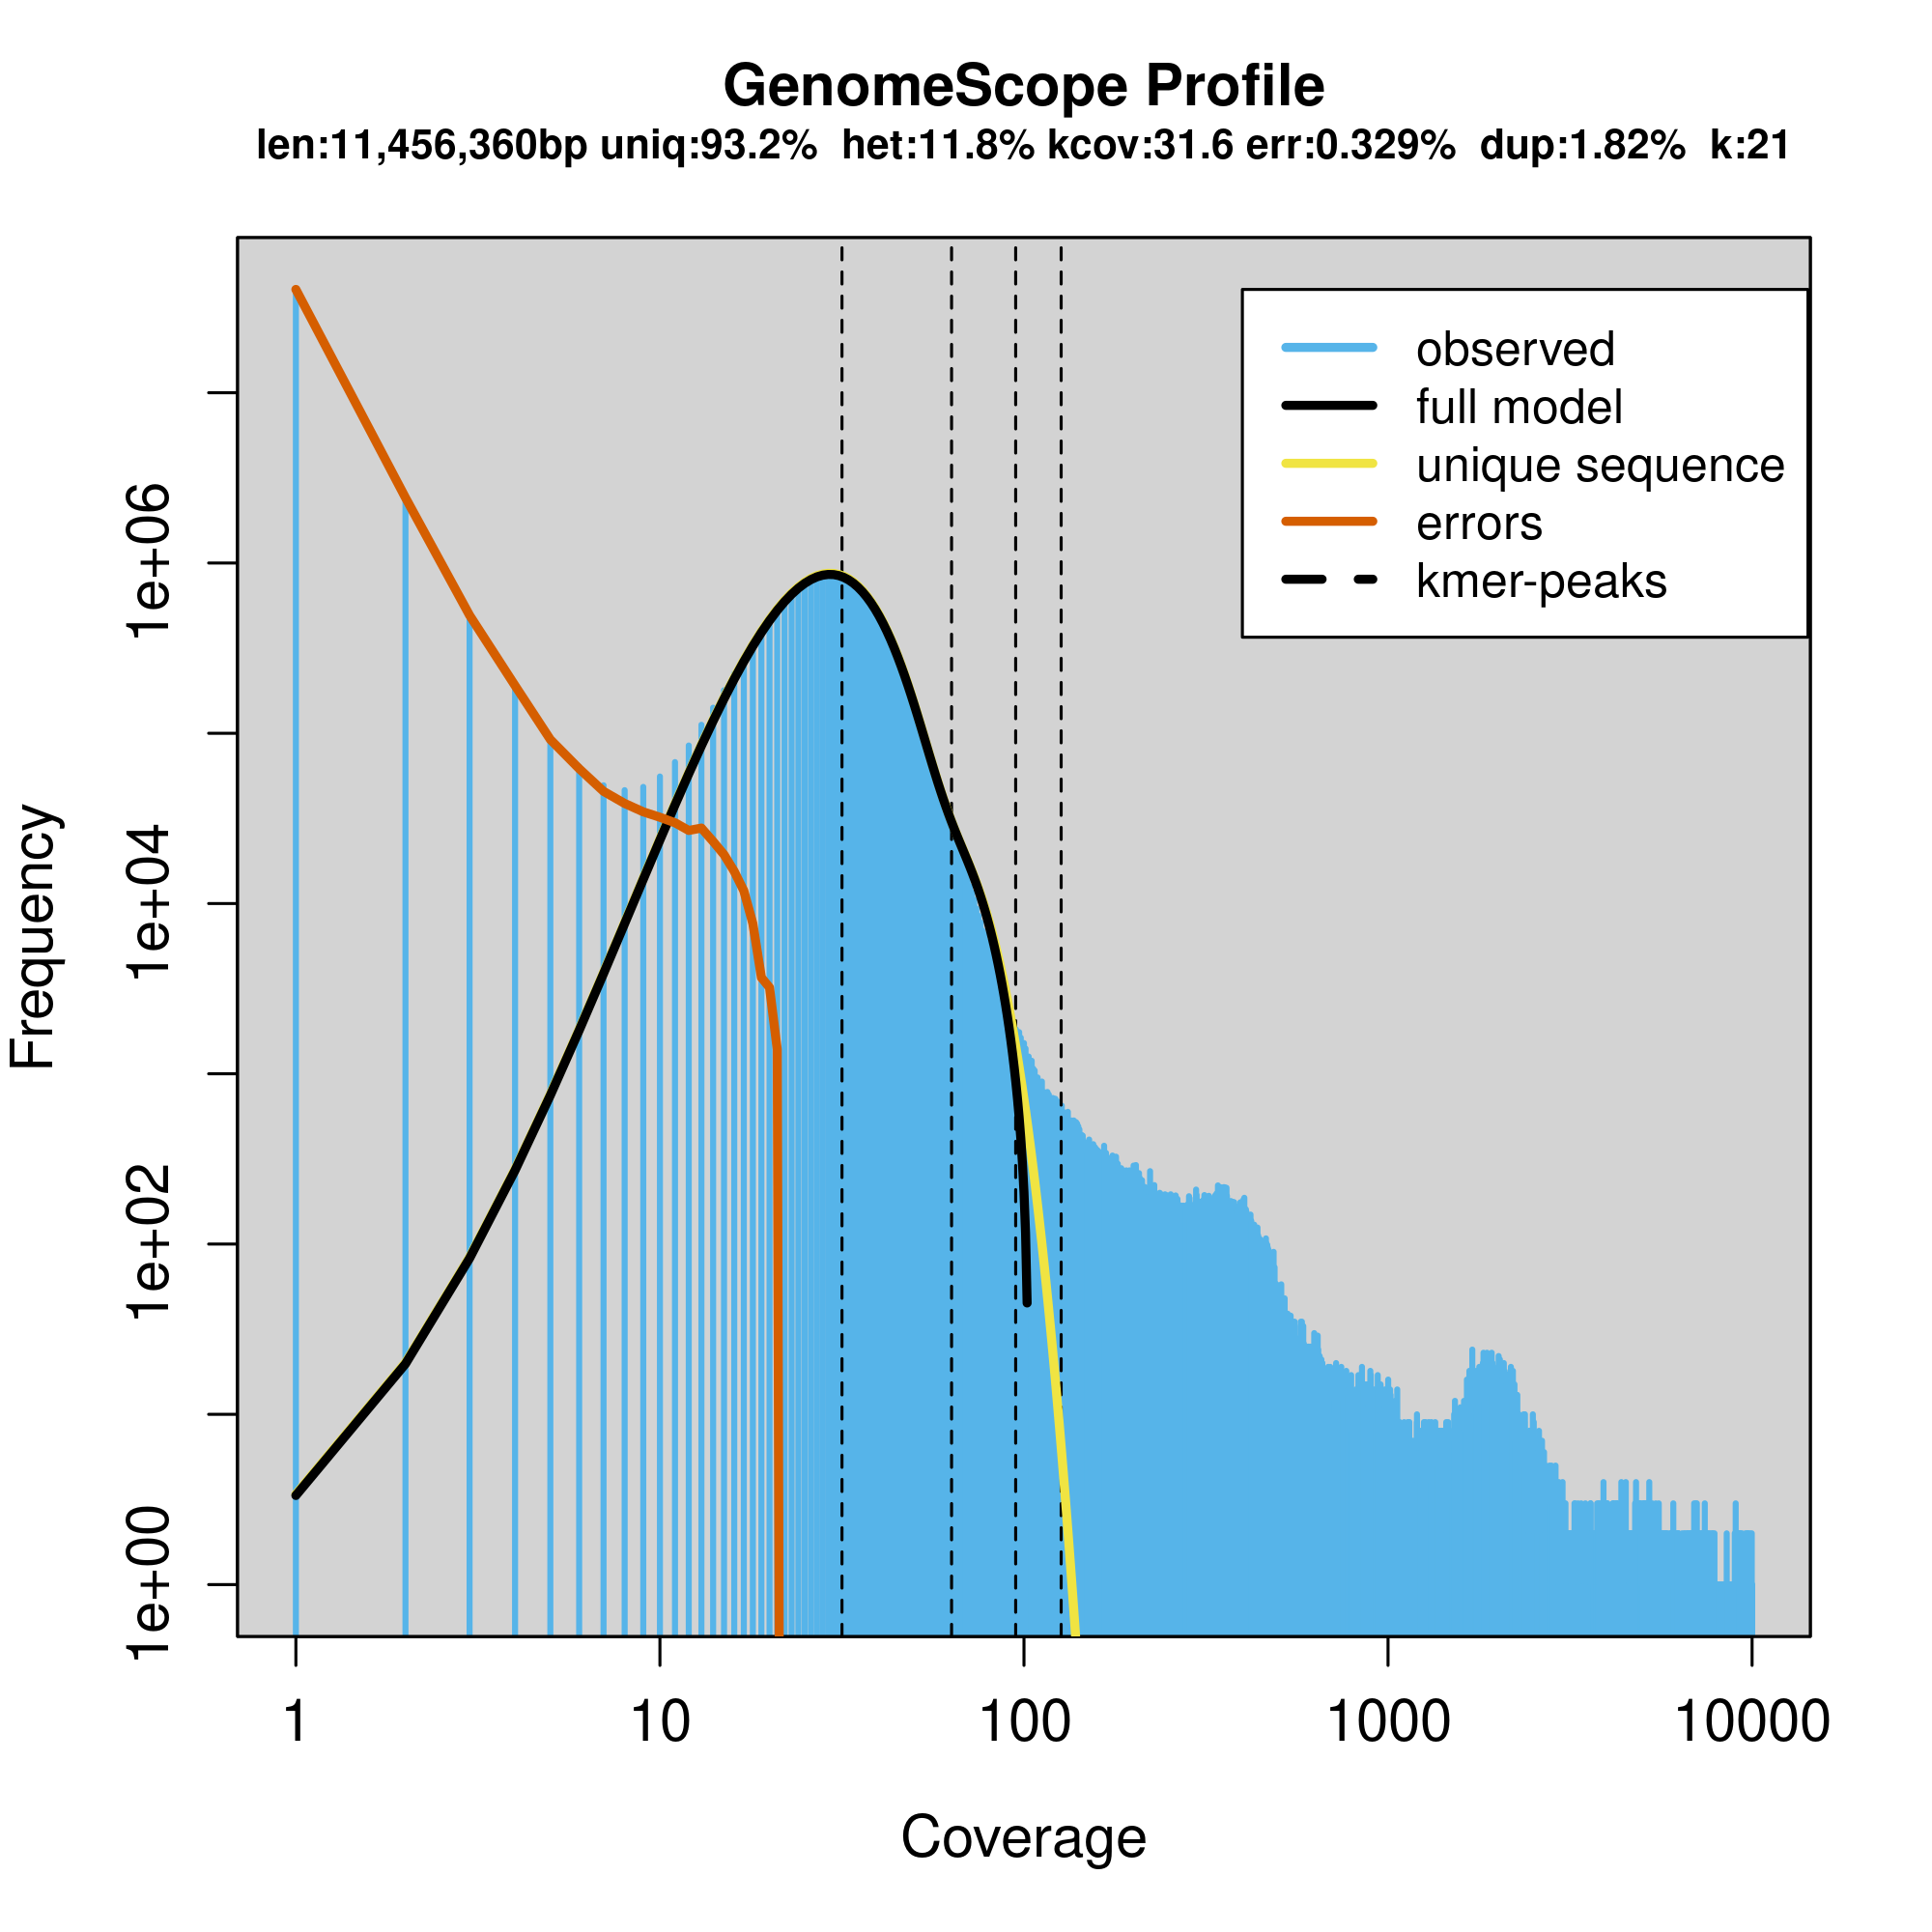 GenomeScope Profile
len:11,456,360bp uniq:93.2% het:11.8% kcov:31.6 err:0.329% dup:1.82% k:21
observed
full model
unique sequence
errors
kmer-peaks
Frequency
1e+06
1e+04
1e+02
1e+00
1 10 100 1000 10000
Coverage